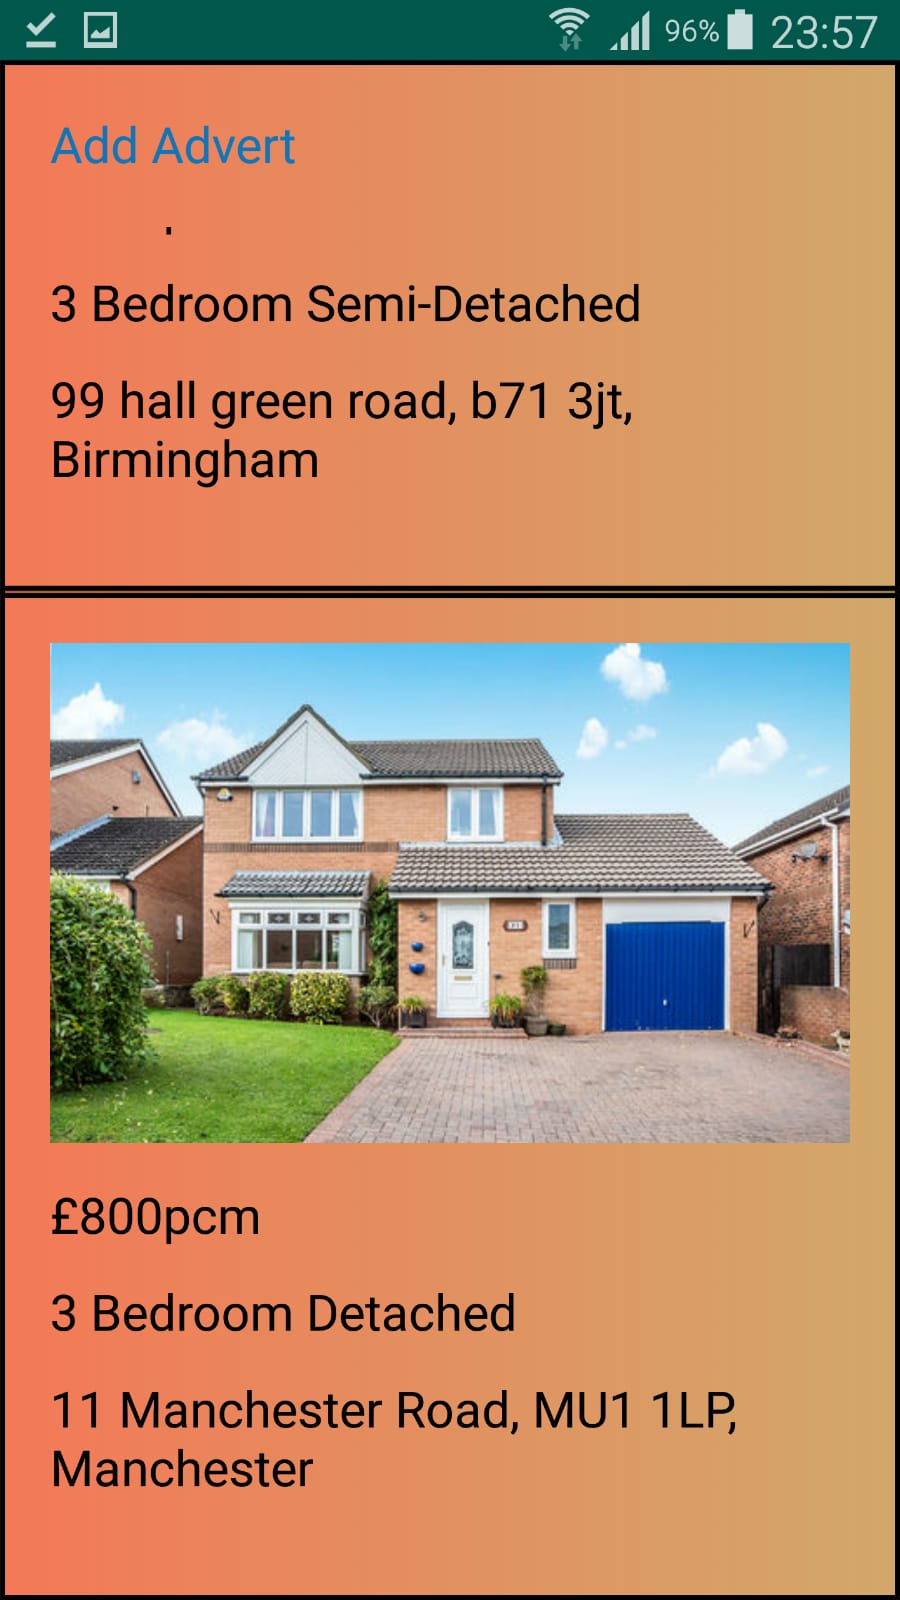 96% 23:57
Add Advert
3 Bedroom Semi-Detached
99 hall green road, b71 3jt,
Birmingham
£800pcm
3 Bedroom Detached
11 Manchester Road, MU1 1LP,
Manchester